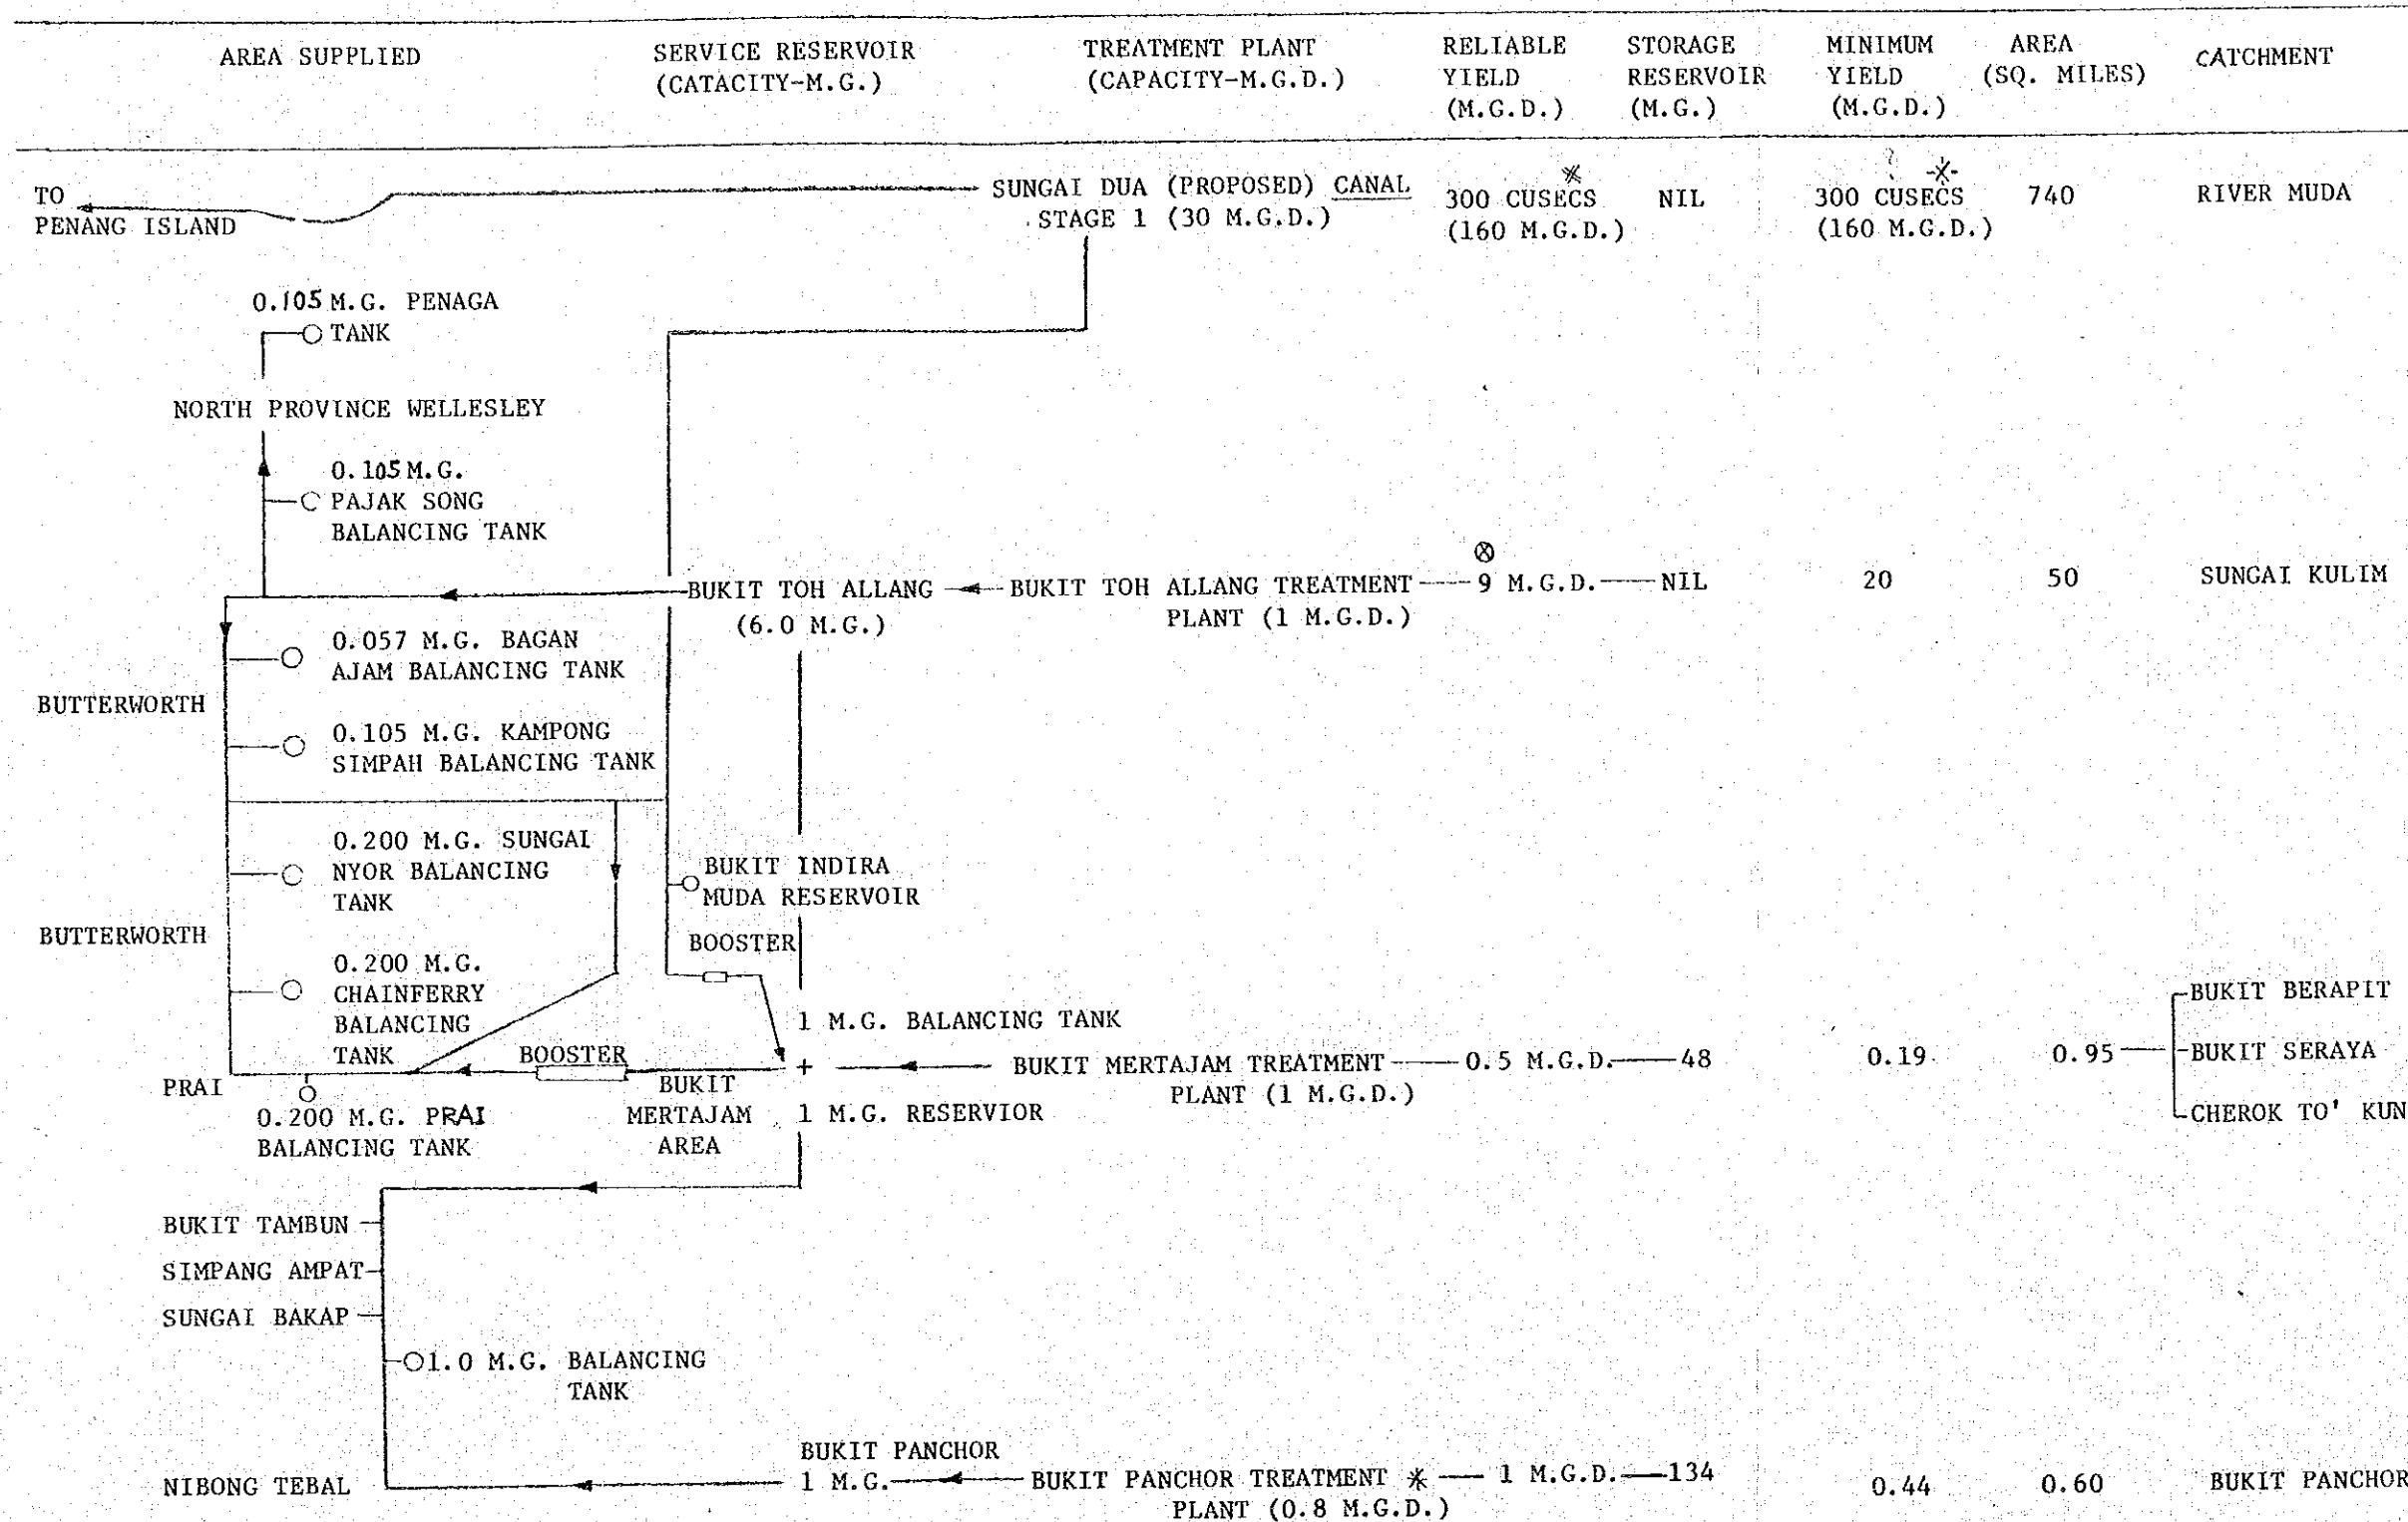 AREA SUPPLIED
SERVICE RESERVOIR
(CATACITY-M.G.)
TREATMENT PLANT
(CAPACITY-M.G.D.)
RELIABLE
YIELD
(M.G.D.)
STORAGE
RESERVOIR
(M.G.)
MINIMUM
YIELD
(M.G.D.)
AREA
(SQ. MILES)
CATCHMENT
TO
PENANG ISLAND
SUNGAI DUA (PROPOSED) CANAL
STAGE 1 (30 M.G.D.)
300 CUSECS
(160 M.G.D.)
NIL
300 CUSECS
(160 M.G.D.)
740
RIVER MUDA
0.105 M.G. PENAGA
TANK
NORTH PROVINCE WELLESLEY
0.105 M.G.
PAJAK SONG
BALANCING TANK
BUKIT TOH ALLANG
(6.0 M.G.)
BUKIT TOH ALLANG TREATMENT
PLANT (1 M.G.D.)
9 M.G.D.
NIL
20
50
SUNGAI KULIM
0.057 M.G. BAGAN
AJAM BALANCING TANK
BUTTERWORTH
0.105 M.G. KAMPONG
SIMPAH BALANCING TANK
0.200 M.G. SUNGAI
NYOR BALANCING
TANK
BUKIT INDIRA
MUDA RESERVOIR
BUTTERWORTH
BOOSTER
0.200 M.G.
CHAINFERRY
BALANCING
TANK
1 M.G. BALANCING TANK
BOOSTER
PRAI
0.200 M.G. PRAI
BALANCING TANK
BUKIT
MERTAJAM
AREA
+
1 M.G. RESERVIOR
BUKIT MERTAJAM TREATMENT
PLANT (1 M.G.D.)
0.5 M.G.D.
48
0.19
0.95
BUKIT BERAPIT
BUKIT SERAYA
CHEROK TO' KUN
BUKIT TAMBUN
SIMPANG AMPAT
SUNGAI BAKAP
1.0 M.G. BALANCING
TANK
NIBONG TEBAL
BUKIT PANCHOR
1 M.G.
BUKIT PANCHOR TREATMENT *
PLANT (0.8 M.G.D.)
1 M.G.D.
134
0.44
0.60
BUKIT PANCHOR